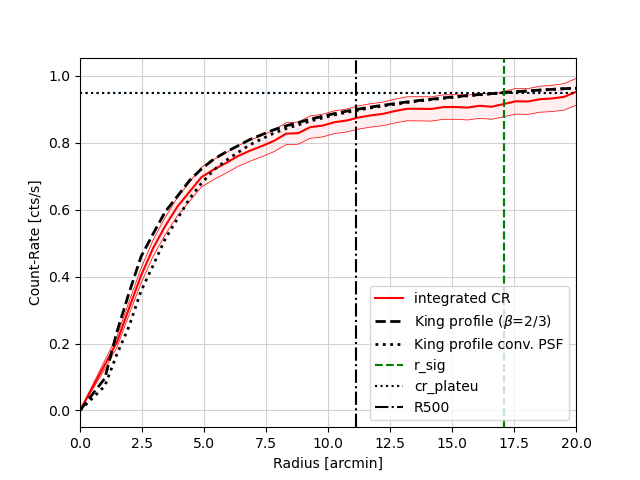 1.0
0.8
0.6
0.4
0.2
0.0
Count-Rate [cts/s]
integrated CR
King profile (β=2/3)
King profile conv. PSF
r_sig
cr_plateu
R500
0.0 2.5 5.0 7.5 10.0 12.5 15.0 17.5 20.0
Radius [arcmin]